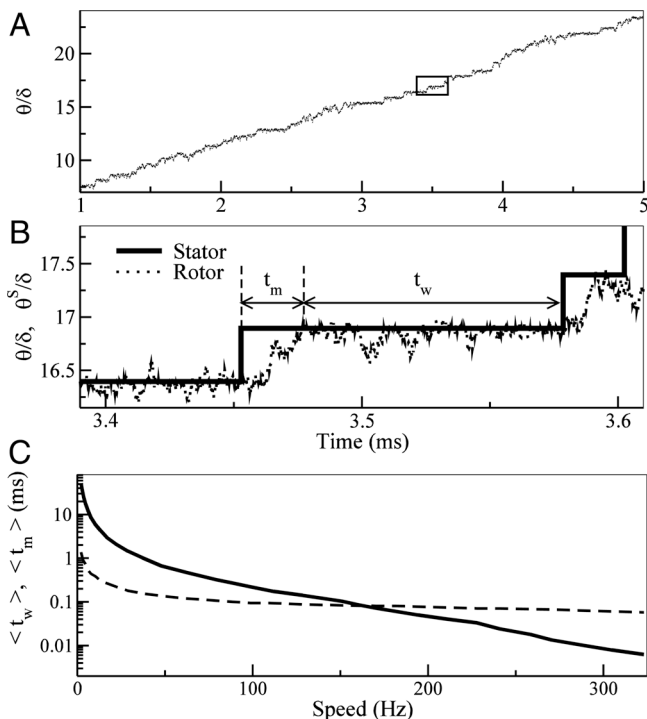 A
θ/δ
20
15
10
1
2
3
4
5
B
θ/δ, θ^S/δ
17.5
17
16.5
Stator
Rotor
t_m
t_w
3.4
3.5
3.6
Time (ms)
C
< t_w >, < t_m > (ms)
10
1
0.1
0.01
0
100
200
300
Speed (Hz)